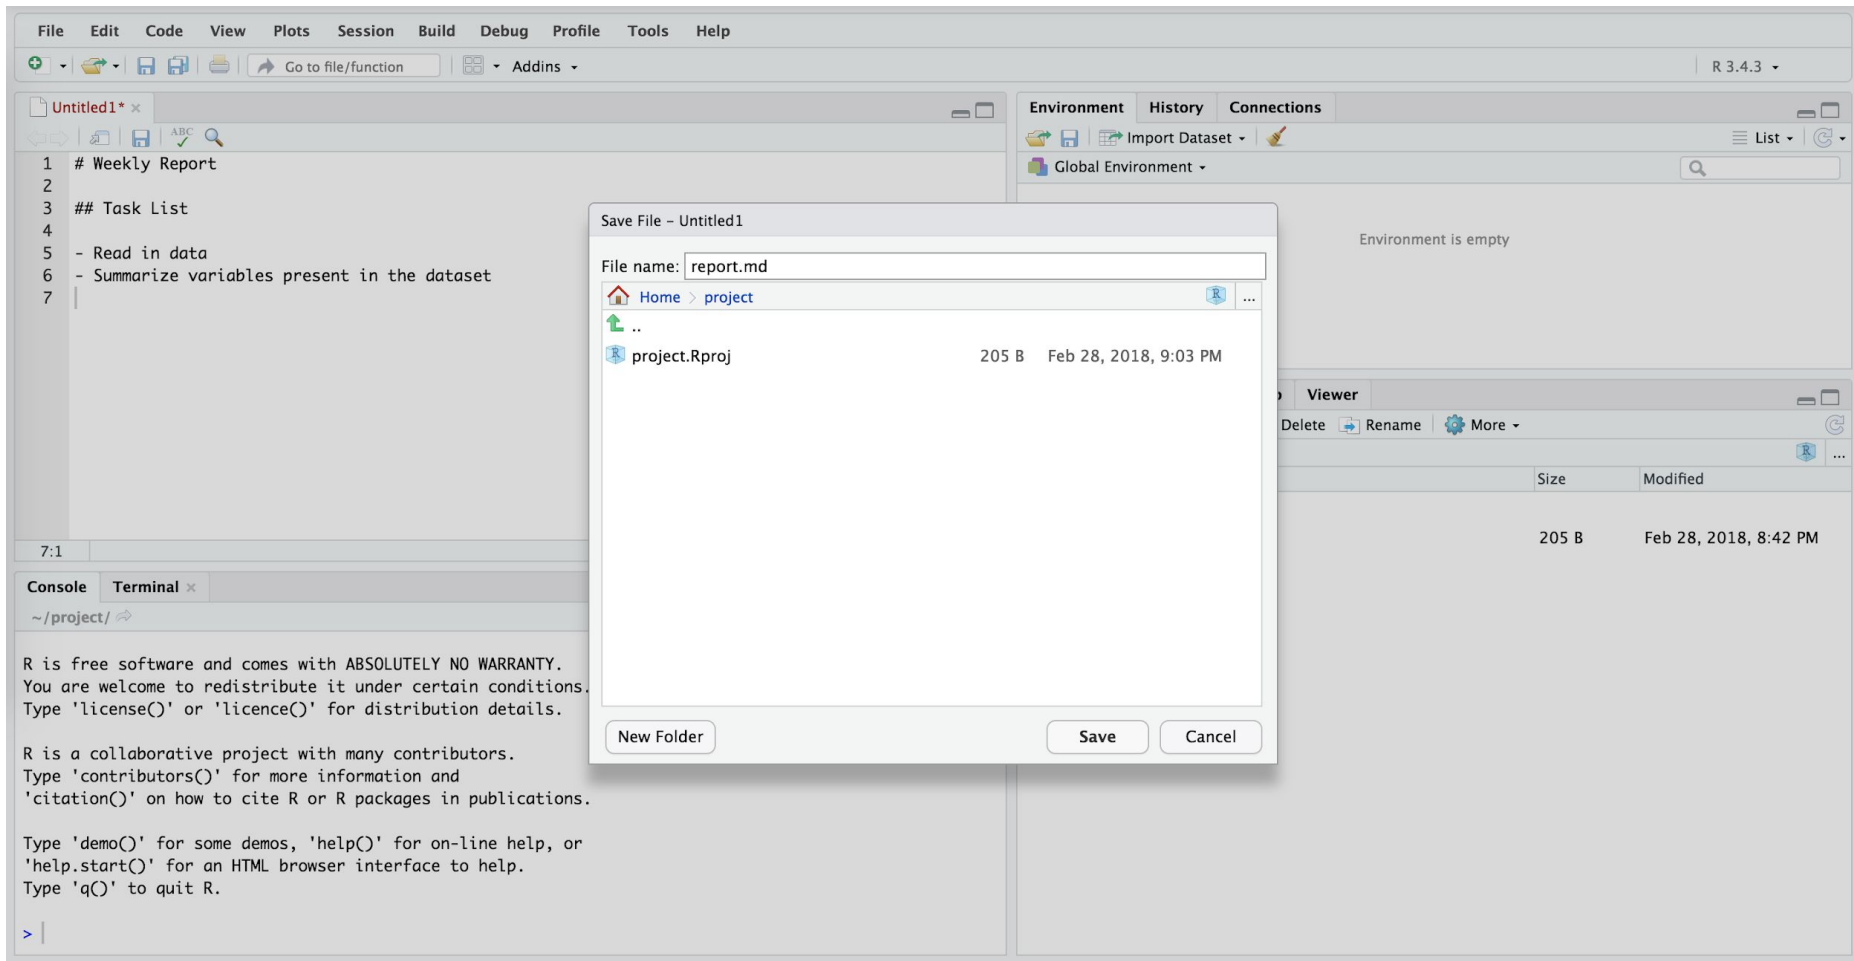 File Edit Code View Plots Session Build Debug Profile Tools Help
Go to file/function Addins R 3.4.3
Untitled1*
ABC
1 # Weekly Report
2
3 ## Task List
4
5 - Read in data
6 - Summarize variables present in the dataset
7
7:1
Console Terminal
~/project/
R is free software and comes with ABSOLUTELY NO WARRANTY.
You are welcome to redistribute it under certain conditions.
Type 'license()' or 'licence()' for distribution details.
R is a collaborative project with many contributors.
Type 'contributors()' for more information and
'citation()' on how to cite R or R packages in publications.
Type 'demo()' for some demos, 'help()' for on-line help, or
'help.start()' for an HTML browser interface to help.
Type 'q()' to quit R.
>
Save File – Untitled1
File name: report.md
Home project R ...
..
R project.Rproj 205 B Feb 28, 2018, 9:03 PM
New Folder Save Cancel
Environment History Connections
Import Dataset List
Global Environment
Environment is empty
Viewer
Delete Rename More
R ...
Size Modified
205 B Feb 28, 2018, 8:42 PM